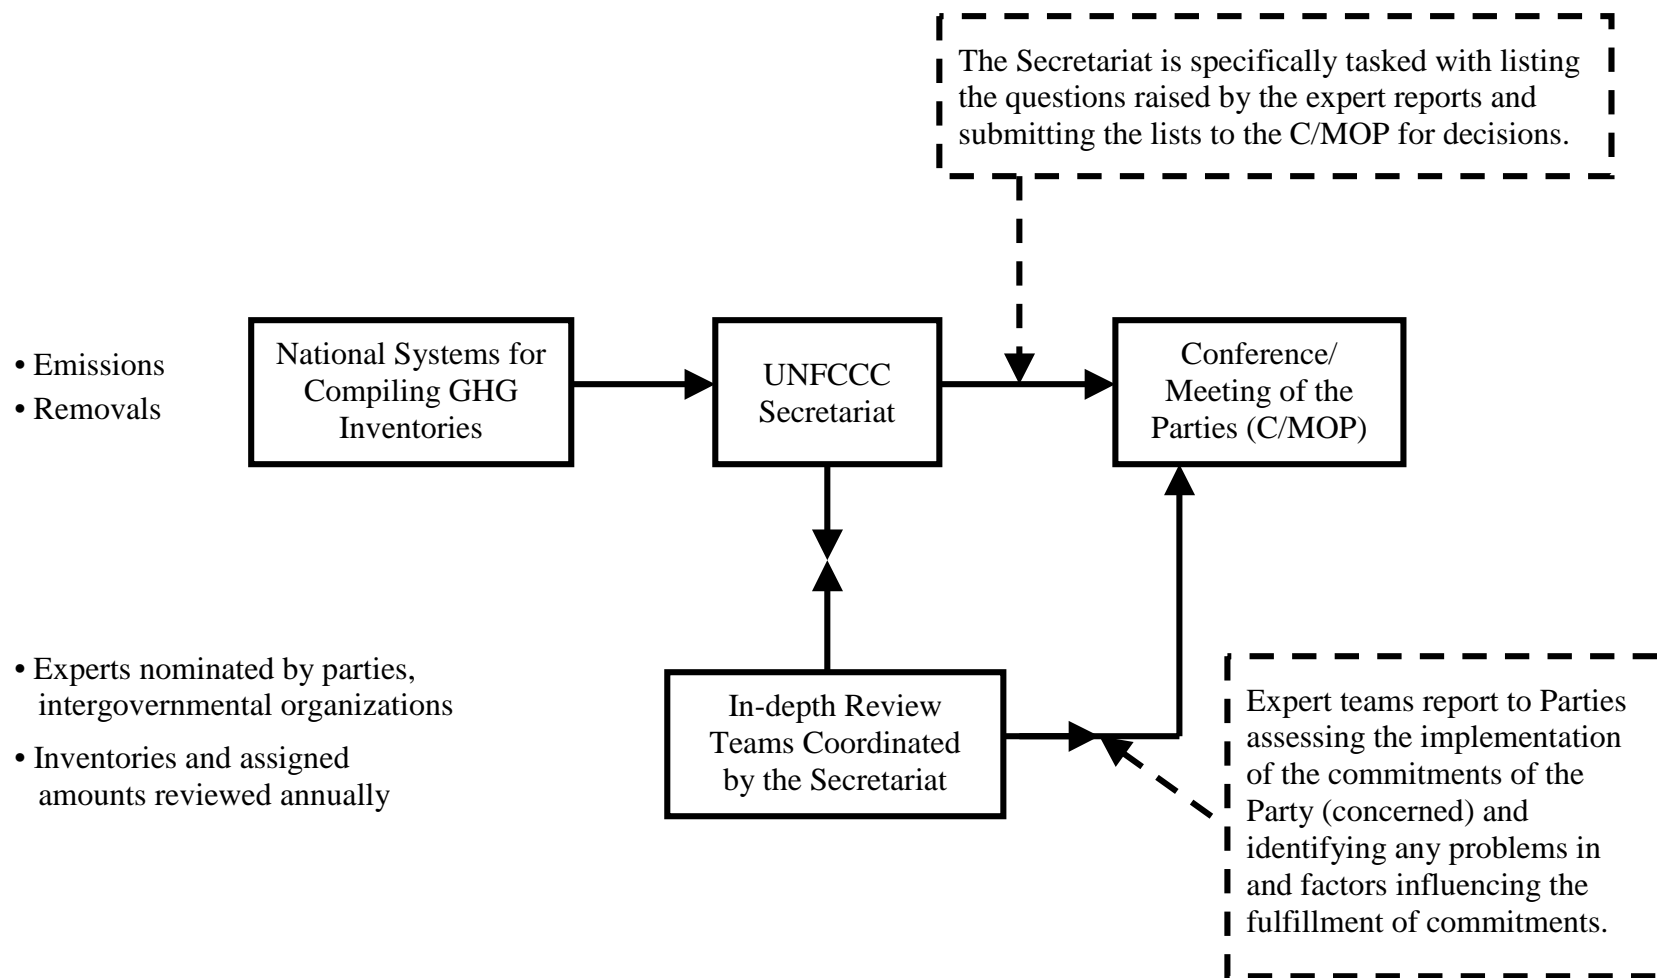 The Secretariat is specifically tasked with listing
the questions raised by the expert reports and
submitting the lists to the C/MOP for decisions.
• Emissions
• Removals
National Systems for
Compiling GHG
Inventories
UNFCCC
Secretariat
Conference/
Meeting of the
Parties (C/MOP)
• Experts nominated by parties,
intergovernmental organizations
• Inventories and assigned
amounts reviewed annually
In-depth Review
Teams Coordinated
by the Secretariat
Expert teams report to Parties
assessing the implementation
of the commitments of the
Party (concerned) and
identifying any problems in
and factors influencing the
fulfillment of commitments.